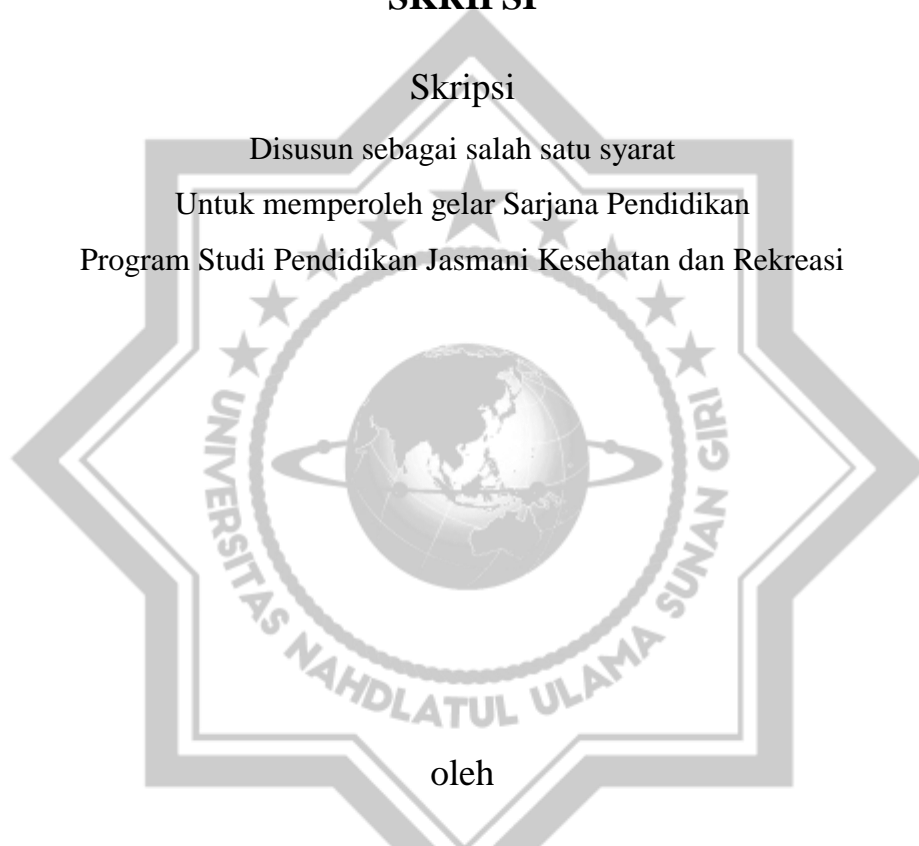 SKRIPSI
Skripsi
Disusun sebagai salah satu syarat
Untuk memperoleh gelar Sarjana Pendidikan
Program Studi Pendidikan Jasmani Kesehatan dan Rekreasi
UNIVERSITAS NAHDLATUL ULAMA SUNAN GIRI
oleh